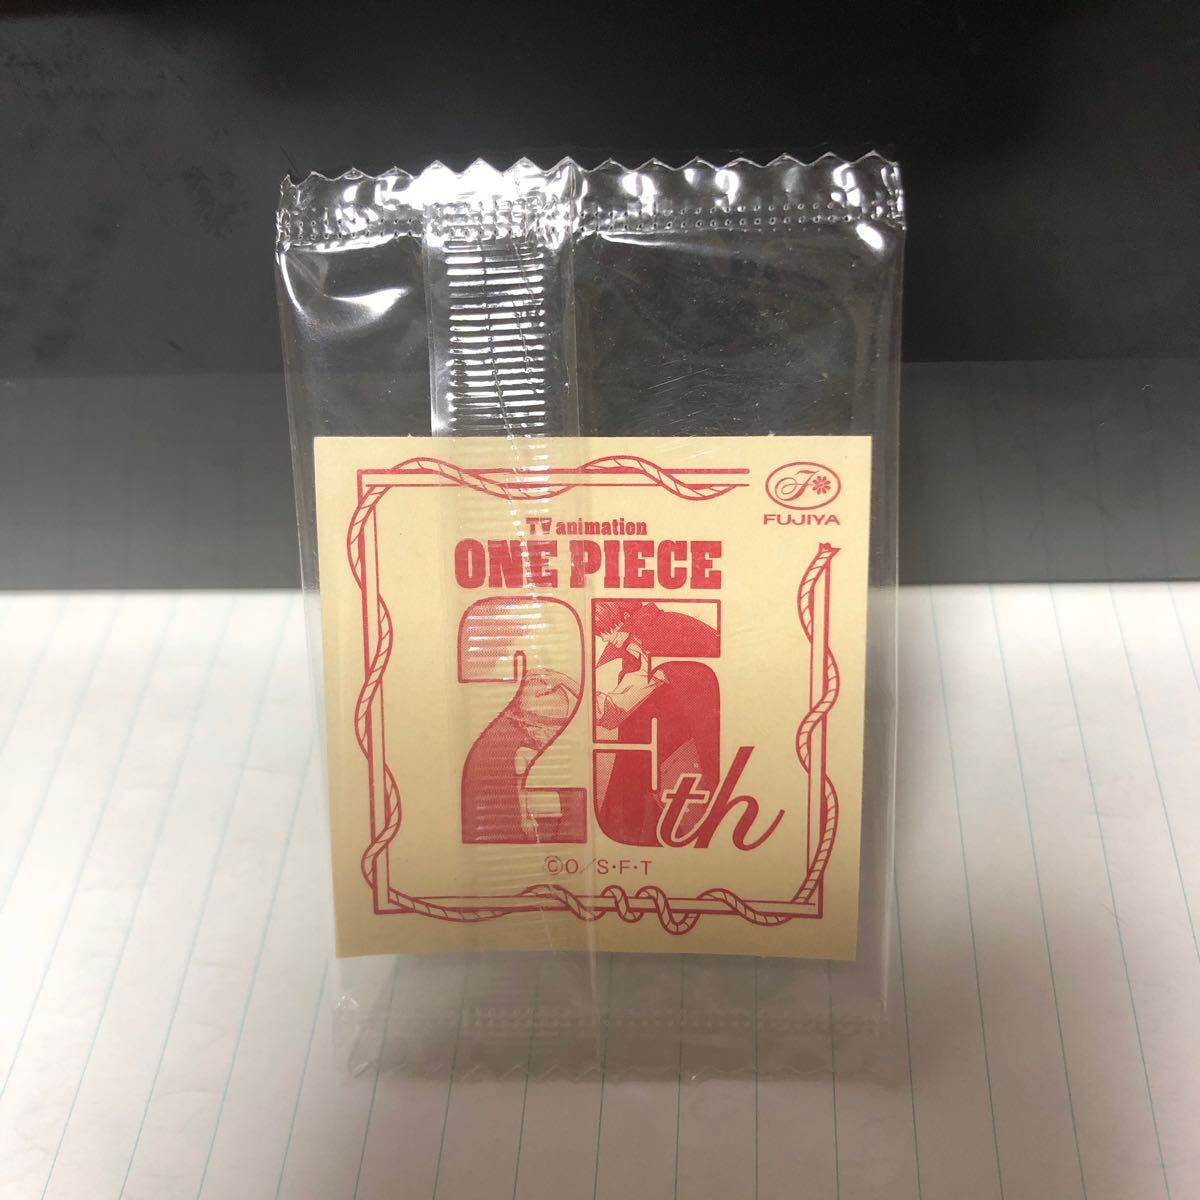 FUJIYA
TV animation
ONE PIECE
25th
©O/S·F·T